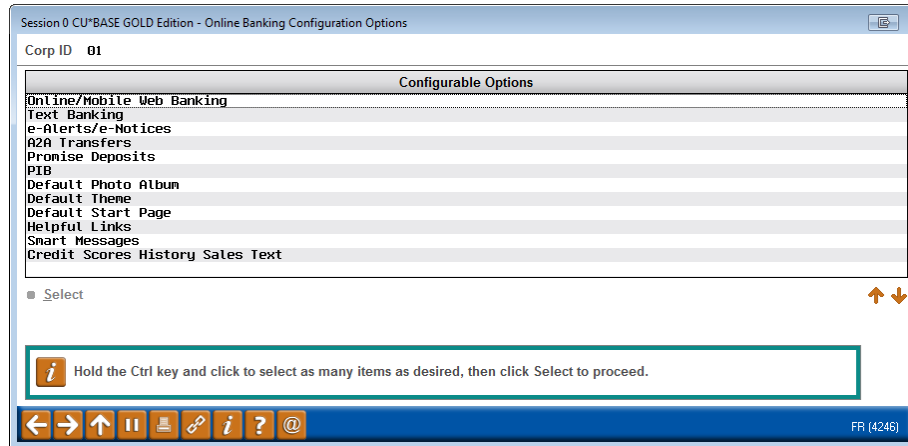 Session 0 CU*BASE GOLD Edition - Online Banking Configuration Options
Corp ID 01
Configurable Options
Online/Mobile Web Banking
Text Banking
e-Alerts/e-Notices
A2A Transfers
Promise Deposits
PIB
Default Photo Album
Default Theme
Default Start Page
Helpful Links
Smart Messages
Credit Scores History Sales Text
Select
i Hold the Ctrl key and click to select as many items as desired, then click Select to proceed.
i ? @ FR (4246)